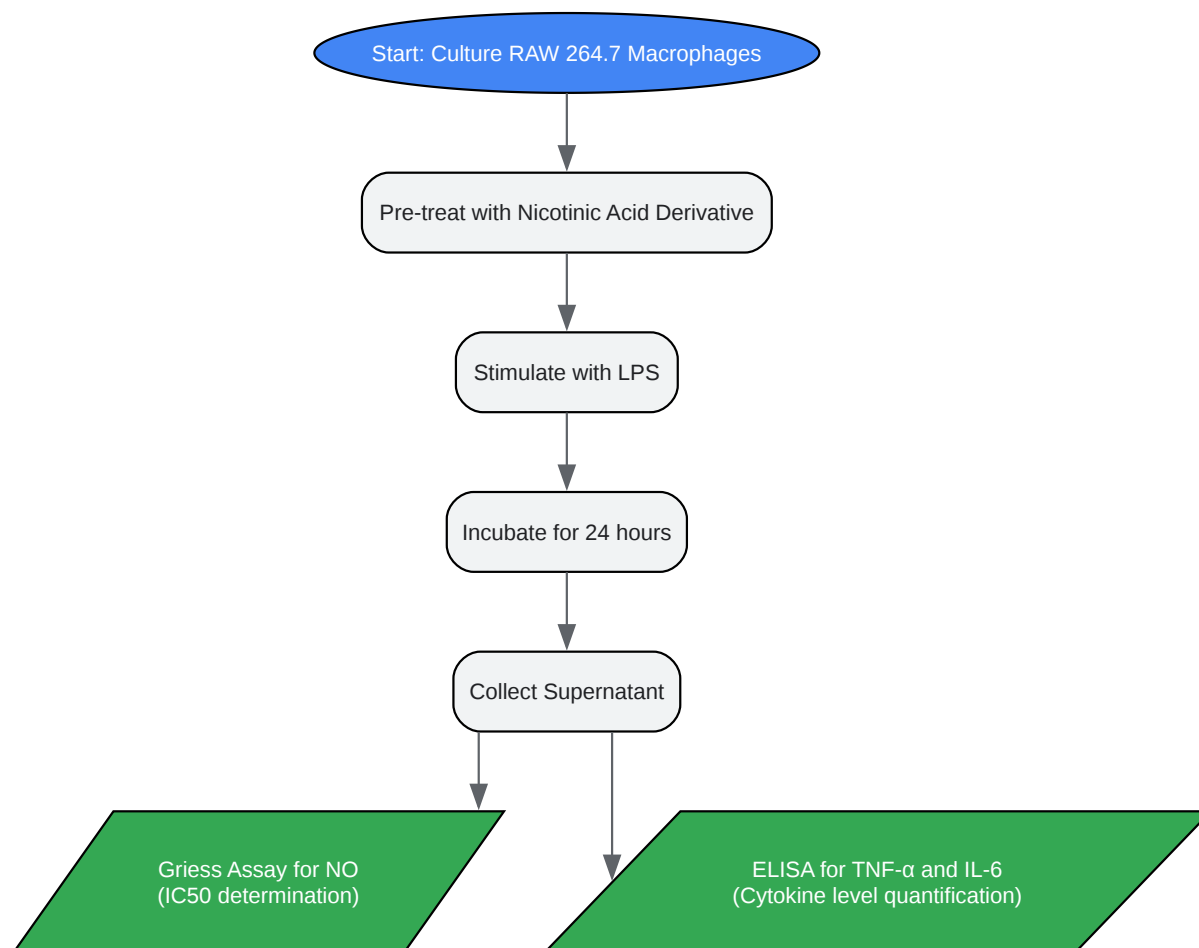 Start: Culture RAW 264.7 Macrophages
Pre-treat with Nicotinic Acid Derivative
Stimulate with LPS
Incubate for 24 hours
Collect Supernatant
Griess Assay for NO
(IC50 determination)
ELISA for TNF-α and IL-6
(Cytokine level quantification)